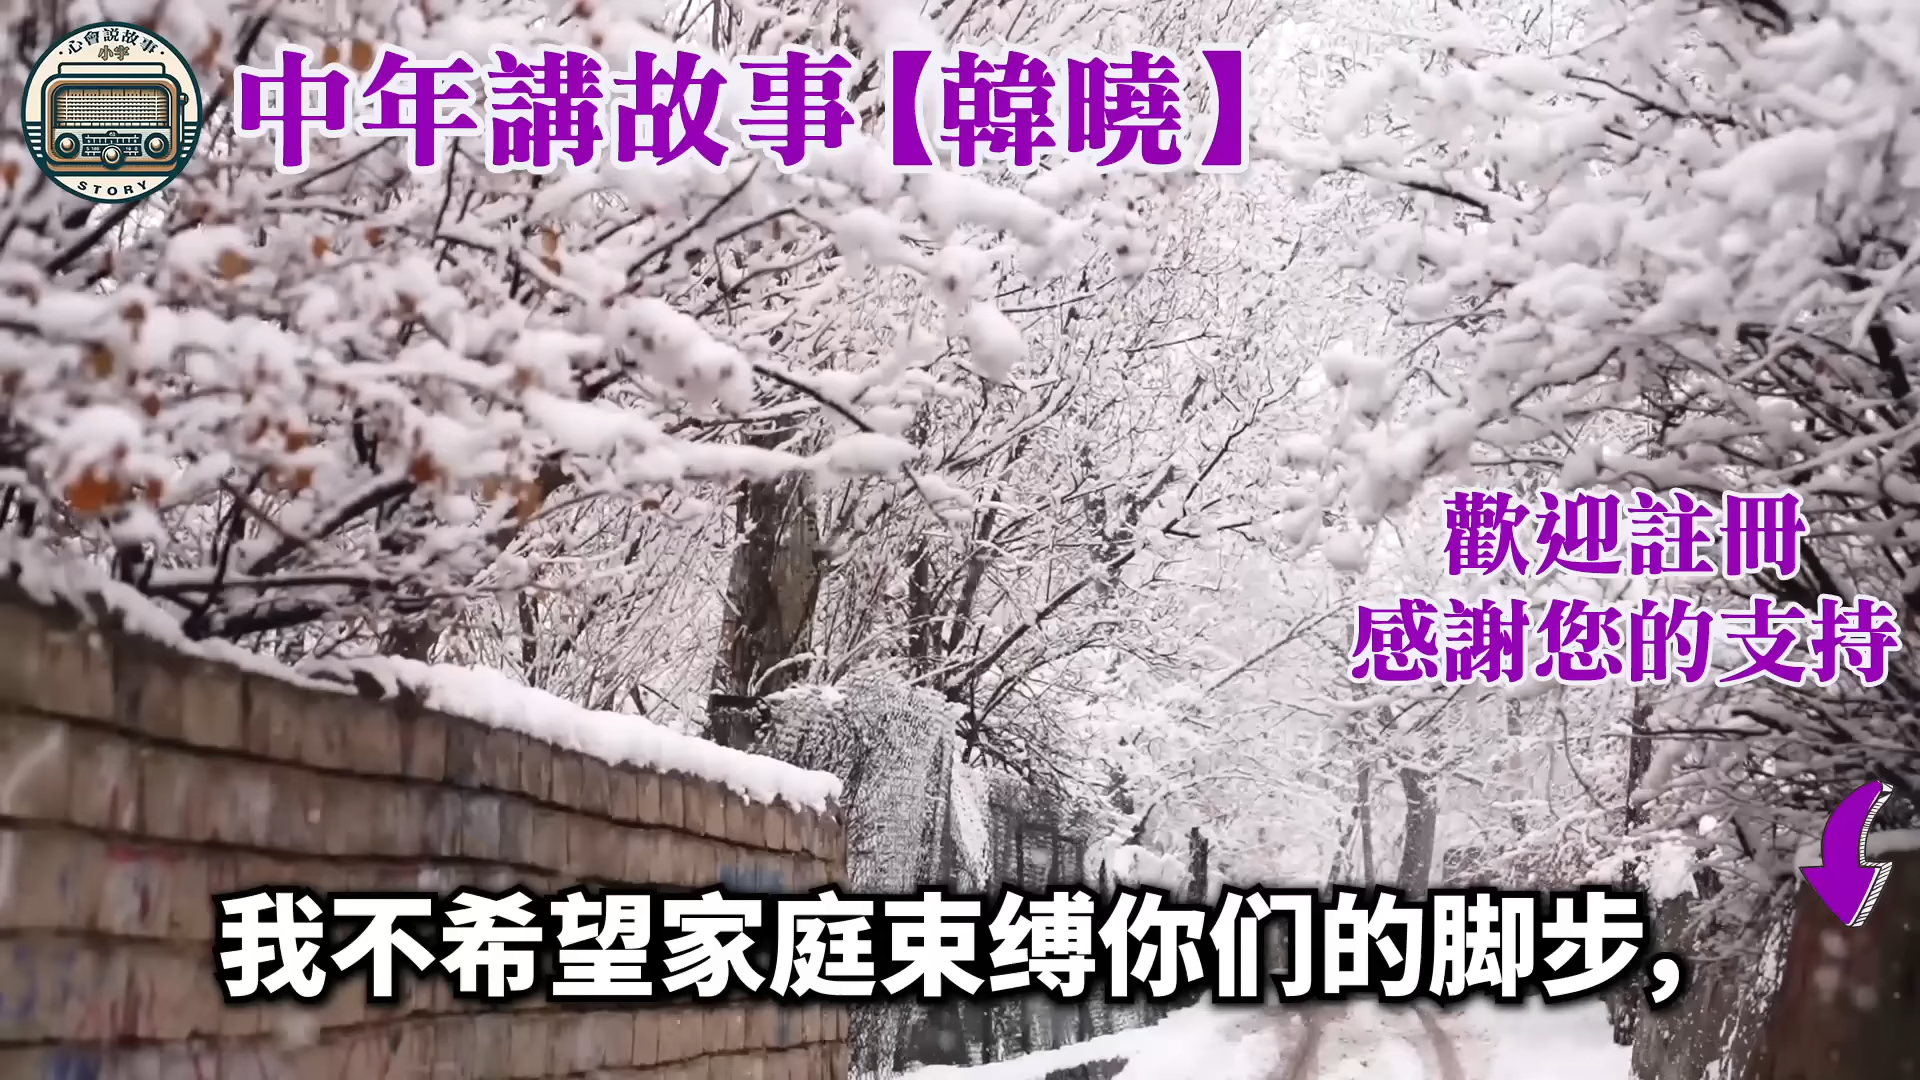 ·心會説故事·
小宇
STORY
中年講故事【韓曉】
歡迎註冊
感謝您的支持
我不希望家庭束缚你们的脚步,